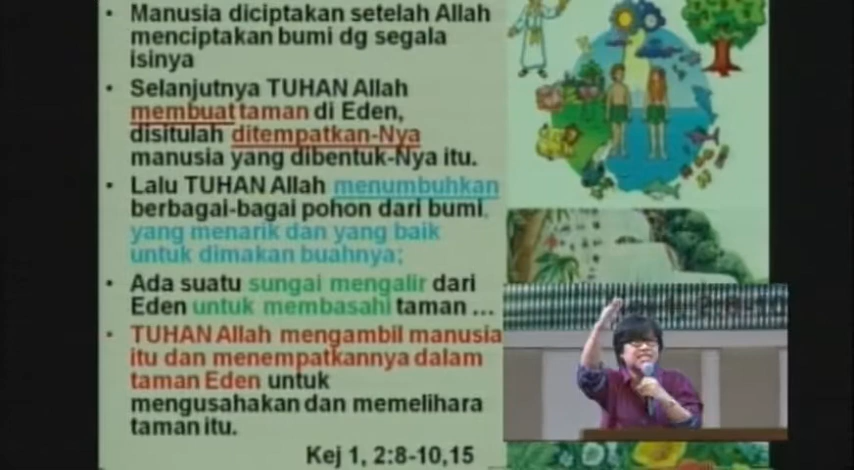 • Manusia diciptakan setelah Allah
menciptakan bumi dg segala
isinya
• Selanjutnya TUHAN Allah
membuat taman di Eden,
disitulah ditempatkan-Nya
manusia yang dibentuk-Nya itu.
• Lalu TUHAN Allah menumbuhkan
berbagai-bagai pohon dari bumi,
yang menarik dan yang baik
untuk dimakan buahnya;
• Ada suatu sungai mengalir dari
Eden untuk membasahi taman ...
• TUHAN Allah mengambil manusia
itu dan menempatkannya dalam
taman Eden untuk
mengusahakan dan memelihara
taman itu.
Kej 1, 2:8-10,15